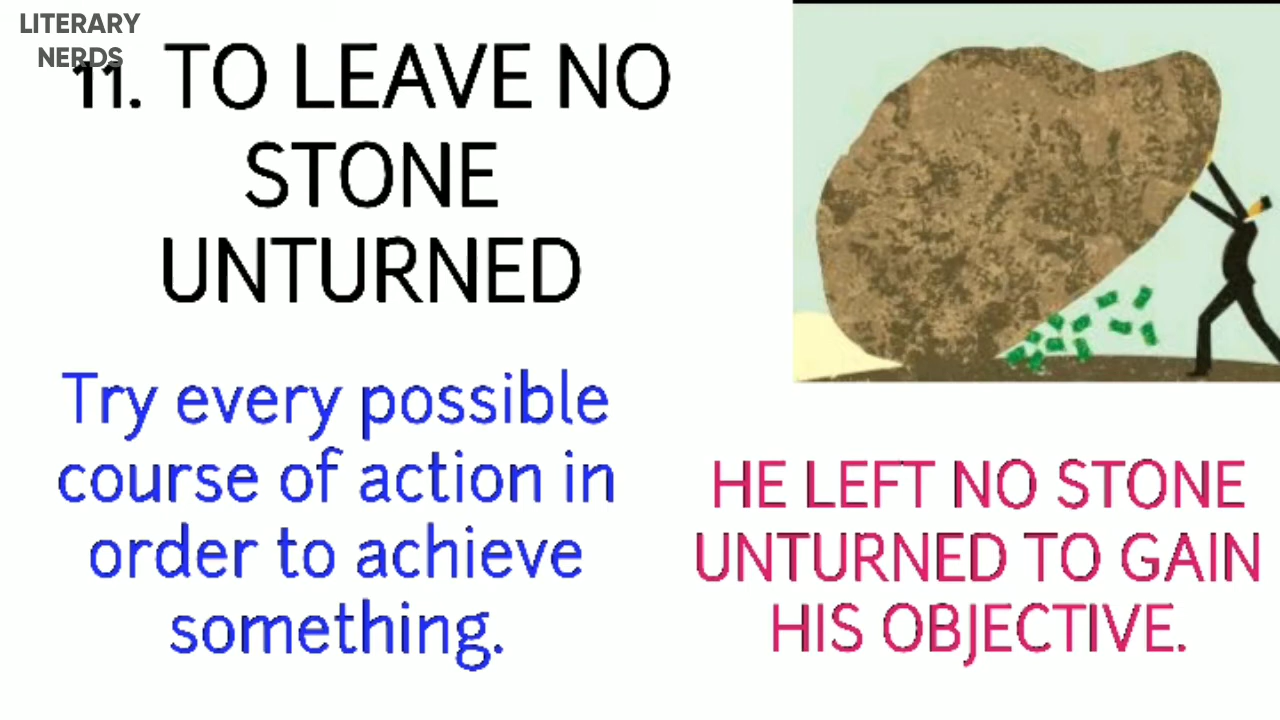 LITERARY
NERDS
11. TO LEAVE NO
STONE
UNTURNED
Try every possible
course of action in
order to achieve
something.
HE LEFT NO STONE
UNTURNED TO GAIN
HIS OBJECTIVE.